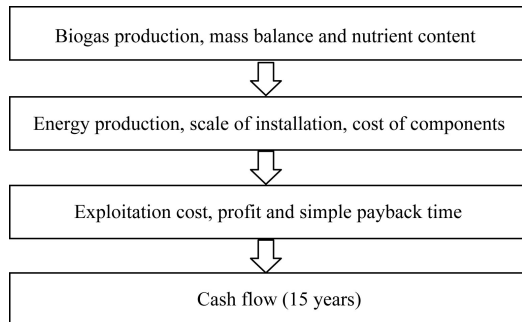 Biogas production, mass balance and nutrient content
Energy production, scale of installation, cost of components
Exploitation cost, profit and simple payback time
Cash flow (15 years)